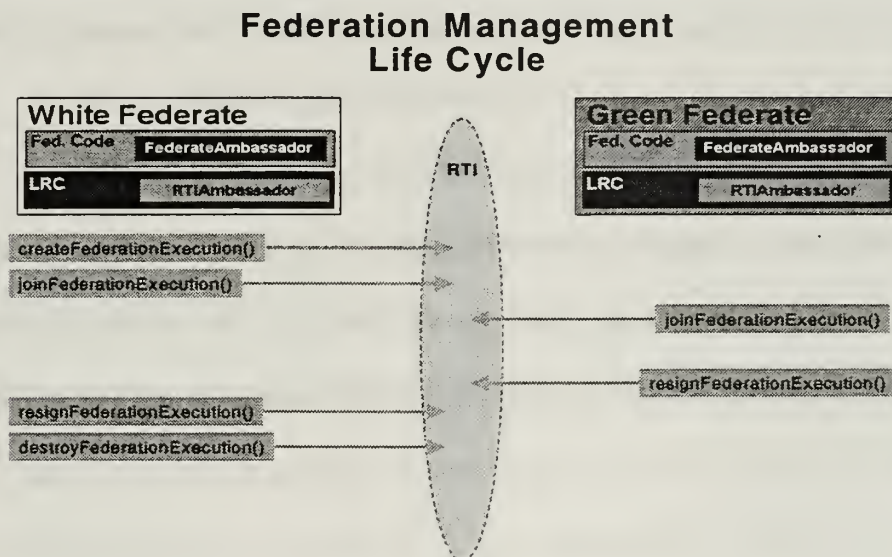 Federation Management
Life Cycle
White Federate
Fed. Code
FederateAmbassador
LRC
RTIAmbassador
RTI
Green Federate
Fed. Code
FederateAmbassador
LRC
RTIAmbassador
createFederationExecution()
joinFederationExecution()
joinFederationExecution()
resignFederationExecution()
resignFederationExecution()
destroyFederationExecution()